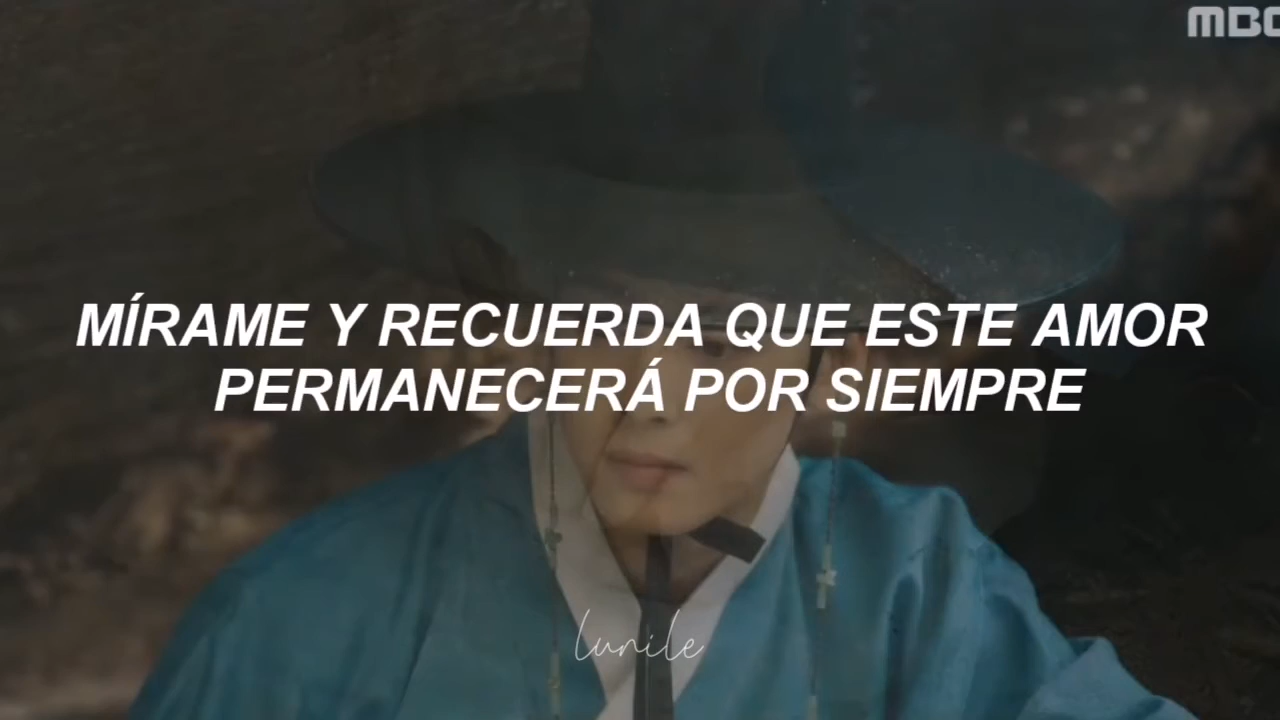 MBC
MÍRAME Y RECUERDA QUE ESTE AMOR
PERMANECERÁ POR SIEMPRE
lunile